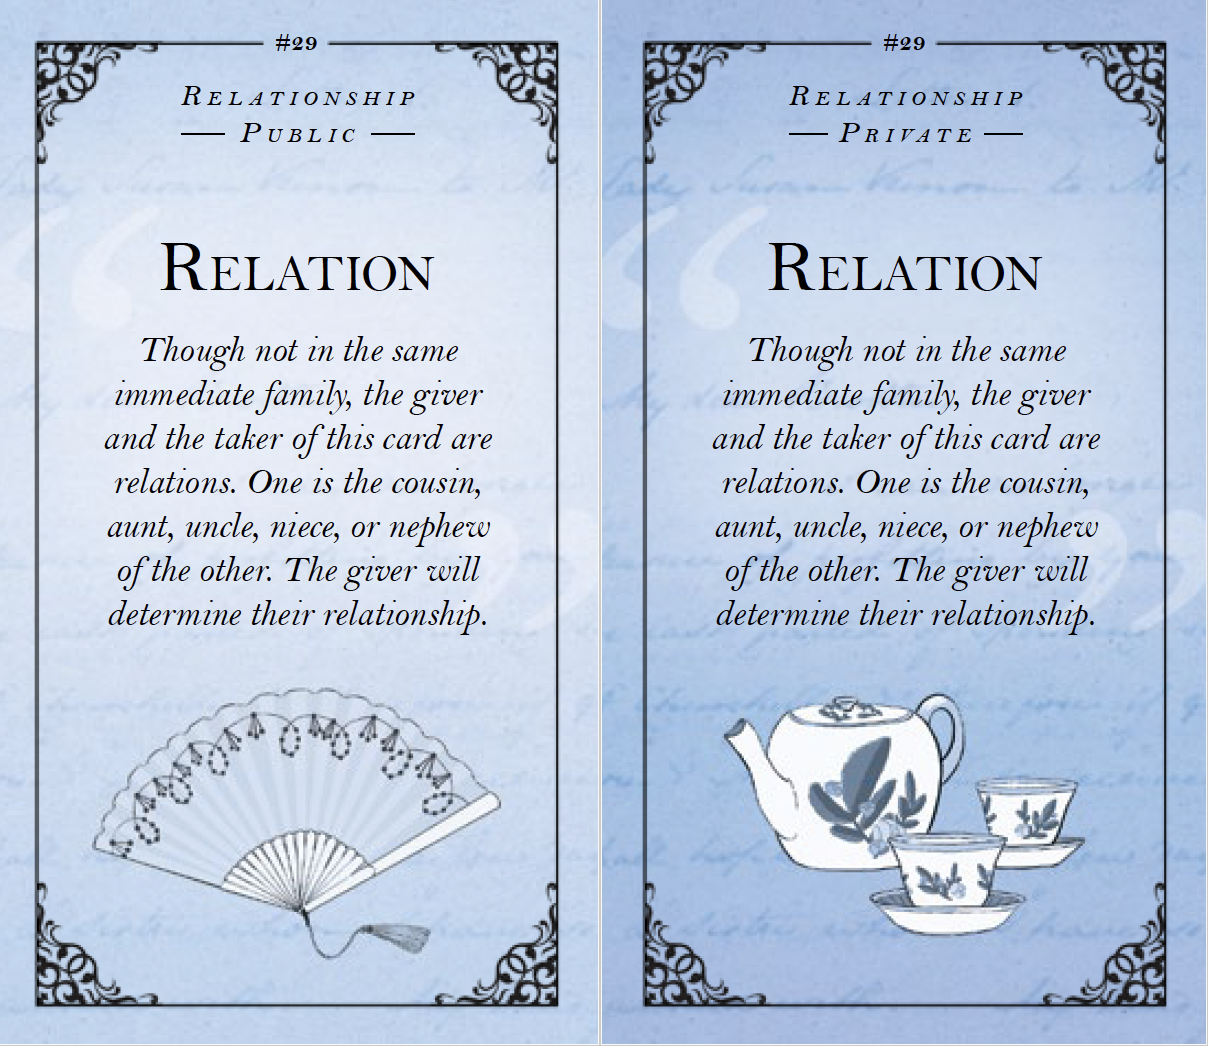 #29
RELATIONSHIP
PUBLIC
RELATION
Though not in the same
immediate family, the giver
and the taker of this card are
relations. One is the cousin,
aunt, uncle, niece, or nephew
of the other. The giver will
determine their relationship.
#29
RELATIONSHIP
PRIVATE
RELATION
Though not in the same
immediate family, the giver
and the taker of this card are
relations. One is the cousin,
aunt, uncle, niece, or nephew
of the other. The giver will
determine their relationship.